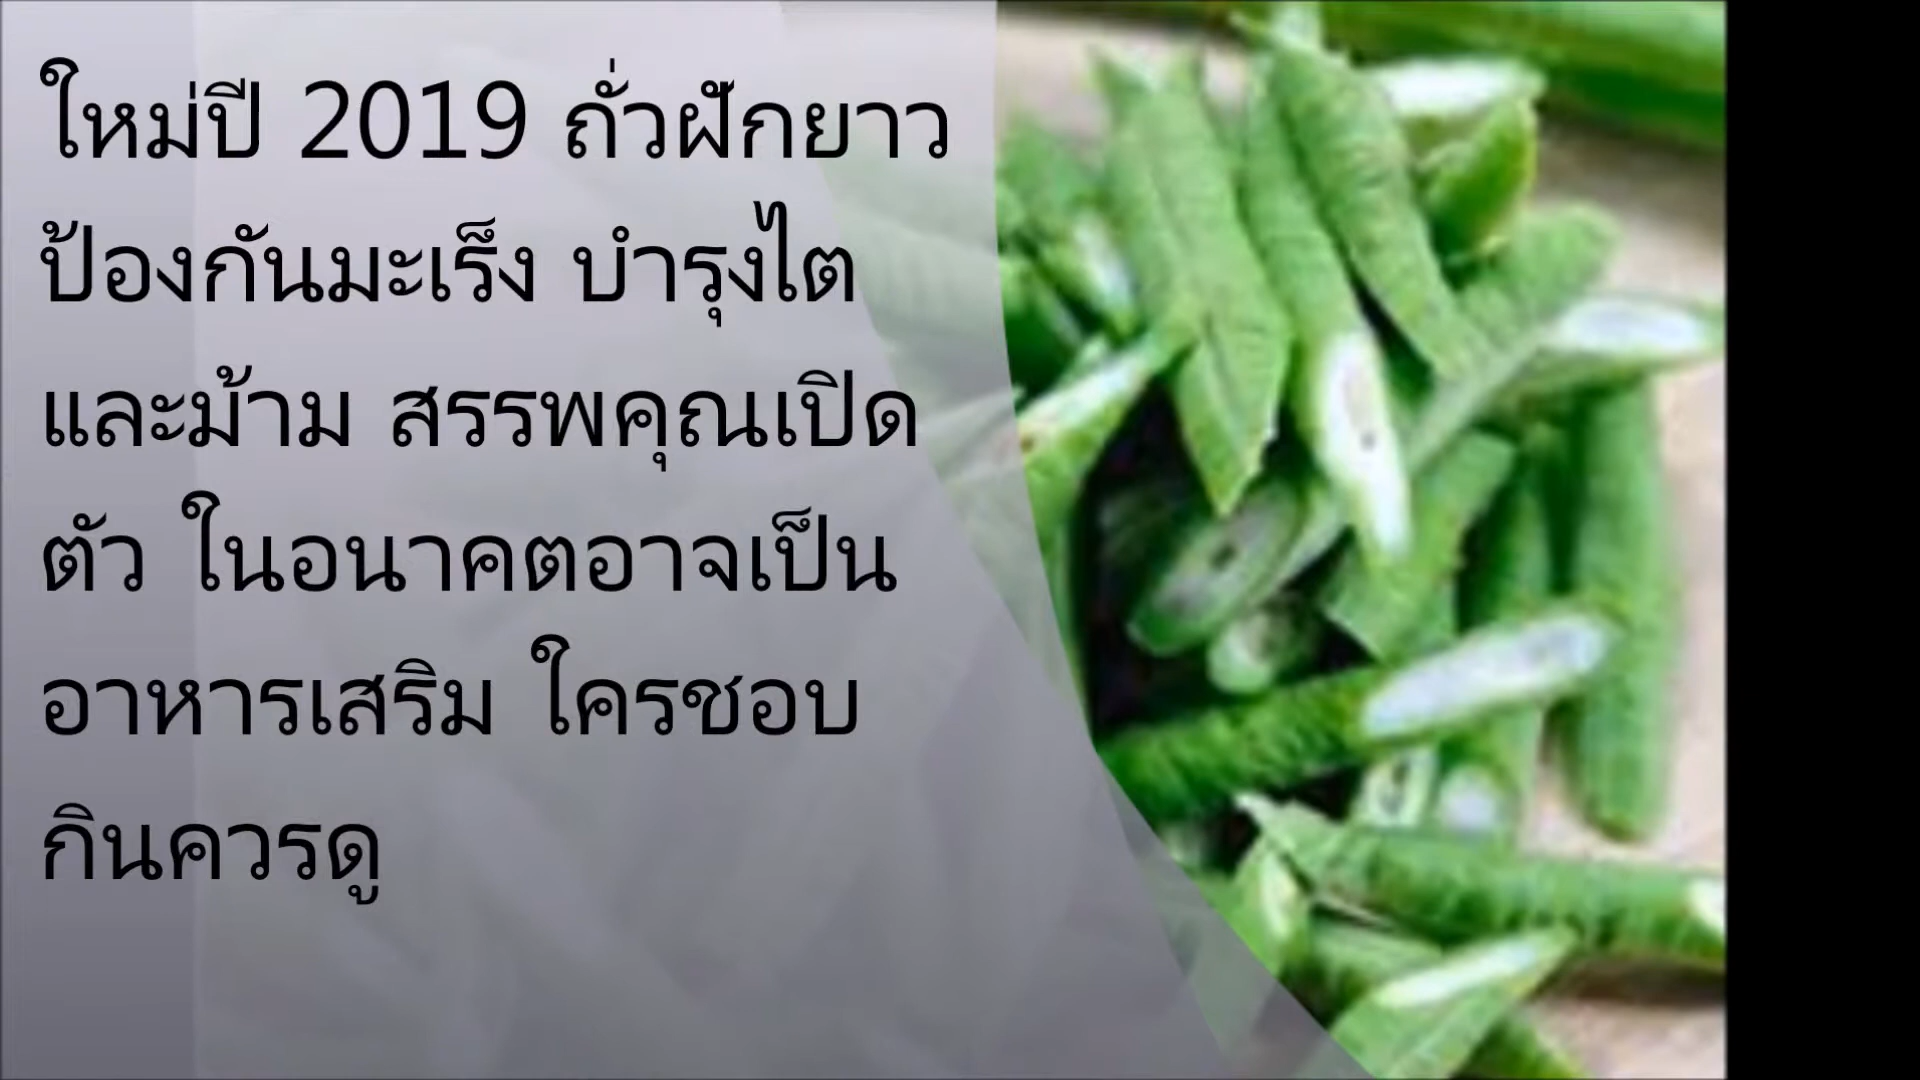 ใหม่ปี 2019 ถั่วฝักยาว
ป้องกันมะเร็ง บำรุงไต
และม้าม สรรพคุณเปิด
ตัว ในอนาคตอาจเป็น
อาหารเสริม ใครชอบ
กินควรดู